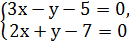 3x – y – 5 = 0,
2x + y – 7 = 0